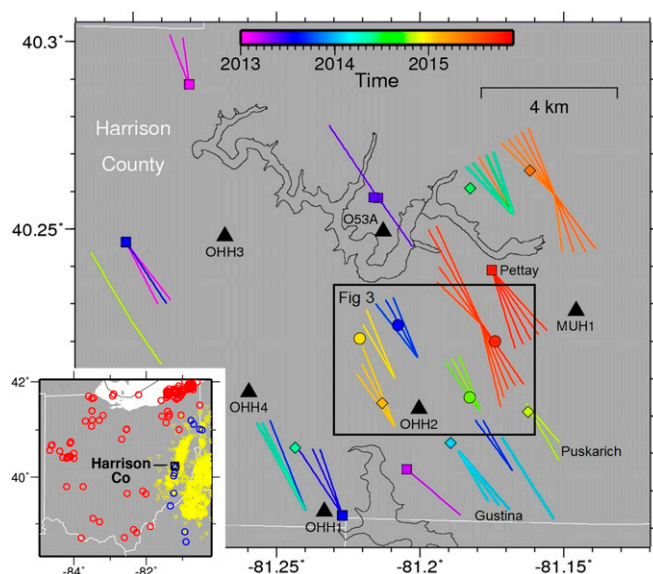 40.3˚
2013
2014
2015
Time
4 km
Harrison
County
O53A
40.25˚
OHH3
Pettay
Fig 3
MUH1
42
OHH4
OHH2
Harrison
Co
Puskarich
40
OHH1
Gustina
-84
-82
-81.25˚
-81.2˚
-81.15˚